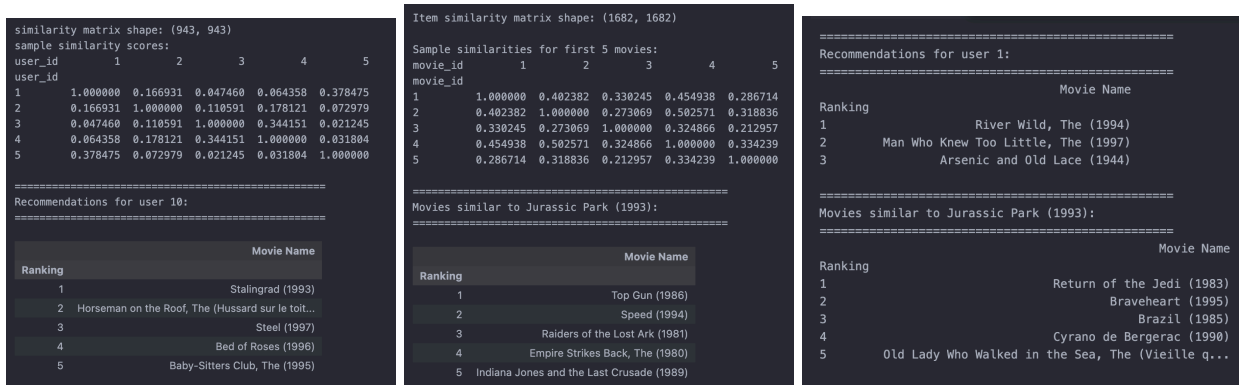 similarity matrix shape: (943, 943)
sample similarity scores:
user_id 1 2 3 4 5
user_id
1 1.000000 0.166931 0.047460 0.064358 0.378475
2 0.166931 1.000000 0.110591 0.178121 0.072979
3 0.047460 0.110591 1.000000 0.344151 0.021245
4 0.064358 0.178121 0.344151 1.000000 0.031804
5 0.378475 0.072979 0.021245 0.031804 1.000000
==================================================
Recommendations for user 10:
==================================================
Movie Name
Ranking
1 Stalingrad (1993)
2 Horseman on the Roof, The (Hussard sur le toit...
3 Steel (1997)
4 Bed of Roses (1996)
5 Baby-Sitters Club, The (1995)
Item similarity matrix shape: (1682, 1682)
Sample similarities for first 5 movies:
movie_id 1 2 3 4 5
movie_id
1 1.000000 0.402382 0.330245 0.454938 0.286714
2 0.402382 1.000000 0.273069 0.502571 0.318836
3 0.330245 0.273069 1.000000 0.324866 0.212957
4 0.454938 0.502571 0.324866 1.000000 0.334239
5 0.286714 0.318836 0.212957 0.334239 1.000000
==================================================
Movies similar to Jurassic Park (1993):
==================================================
Movie Name
Ranking
1 Top Gun (1986)
2 Speed (1994)
3 Raiders of the Lost Ark (1981)
4 Empire Strikes Back, The (1980)
5 Indiana Jones and the Last Crusade (1989)
==================================================
Recommendations for user 1:
==================================================
Movie Name
Ranking
1 River Wild, The (1994)
2 Man Who Knew Too Little, The (1997)
3 Arsenic and Old Lace (1944)
==================================================
Movies similar to Jurassic Park (1993):
==================================================
Movie Name
Ranking
1 Return of the Jedi (1983)
2 Braveheart (1995)
3 Brazil (1985)
4 Cyrano de Bergerac (1990)
5 Old Lady Who Walked in the Sea, The (Vieille q...